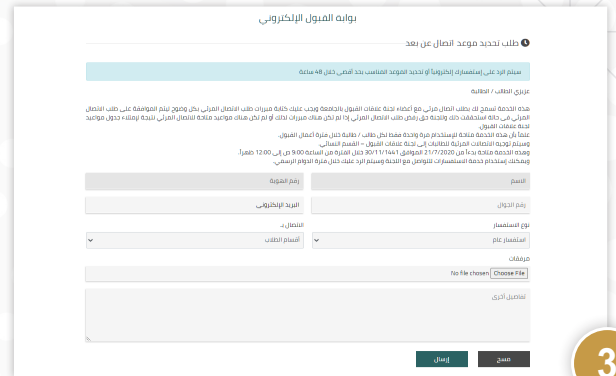 بوابة القبول الإلكتروني
طلب تحديد موعد اتصال عن بعد
سيتم الرد على إستفسارك إلكترونياً أو تحديد الموعد المناسب بحد أقصى خلال 48 ساعة
عزيزي الطالب / الطالبة
هذه الخدمة تسمح لك بطلب اتصال مرئي مع أعضاء لجنة علاقات القبول بالجامعة ويجب عليك كتابة مبررات طلب الاتصال المرئي بكل وضوح ليتم الموافقة على طلب الاتصال
المرئي في حالة استحققت ذلك وللجنة حق رفض طلب الاتصال المرئي إذا لم تكن هناك مبررات لذلك أو لم تكن هناك مواعيد متاحة للاتصال المرئي نتيجة لإمتلاء جدول مواعيد
لجنة علاقات القبول.
علماً بأن هذه الخدمة متاحة للإستخدام مرة واحدة فقط لكل طالب / طالبة خلال فترة أعمال القبول.
وسيتم توجيه الاتصالات المرئية للطالبات إلى لجنة علاقات القبول – القسم النسائي.
وهذه الخدمة متاحة بدءاً من 21/7/2020 الموافق 30/11/1441 خلال الفترة من الساعة 9:00 ص إلى 12:00 ظهراً.
ويمكنك إستخدام خدمة الاستفسارات للتواصل مع اللجنة وسيتم الرد عليك خلال فترة الدوام الرسمي.
الاسم رقم الهوية
رقم الجوال البريد الإلكتروني
نوع الاستفسار الاتصال بـ
استفسار عام أقسام الطلاب
مرفقات
Choose File No file chosen
تفاصيل أخرى
مسح إرسال
3